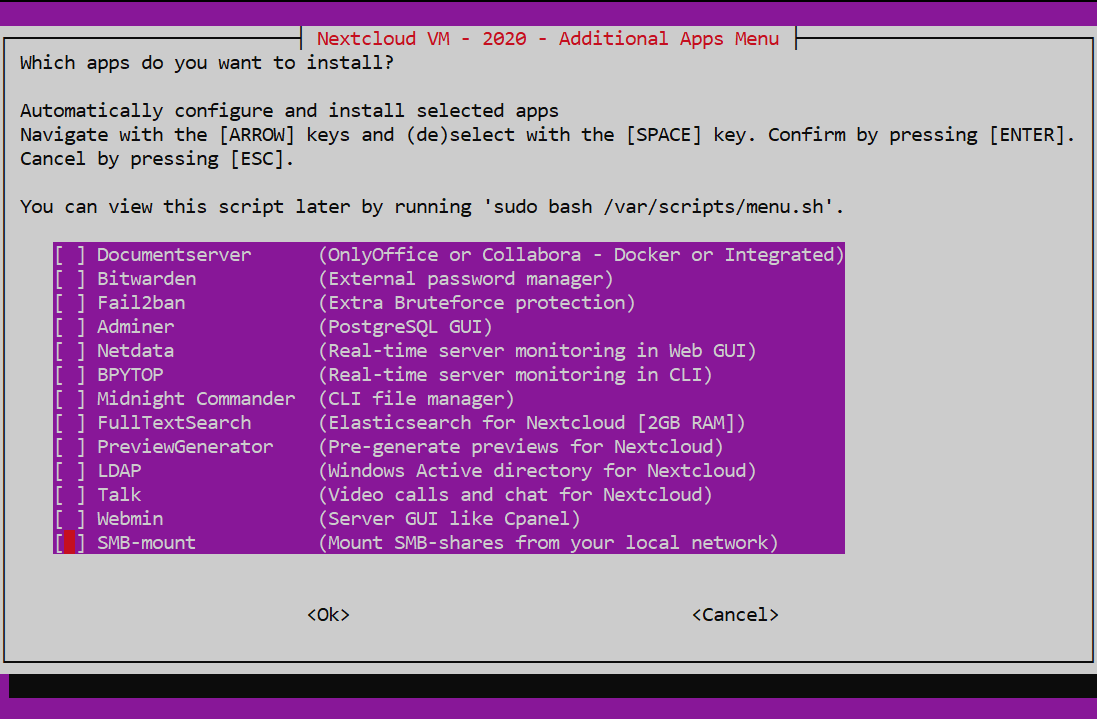 Nextcloud VM - 2020 - Additional Apps Menu
Which apps do you want to install?
Automatically configure and install selected apps
Navigate with the [ARROW] keys and (de)select with the [SPACE] key. Confirm by pressing [ENTER].
Cancel by pressing [ESC].
You can view this script later by running 'sudo bash /var/scripts/menu.sh'.
[ ] Documentserver (OnlyOffice or Collabora - Docker or Integrated)
[ ] Bitwarden (External password manager)
[ ] Fail2ban (Extra Bruteforce protection)
[ ] Adminer (PostgreSQL GUI)
[ ] Netdata (Real-time server monitoring in Web GUI)
[ ] BPYTOP (Real-time server monitoring in CLI)
[ ] Midnight Commander (CLI file manager)
[ ] FullTextSearch (Elasticsearch for Nextcloud [2GB RAM])
[ ] PreviewGenerator (Pre-generate previews for Nextcloud)
[ ] LDAP (Windows Active directory for Nextcloud)
[ ] Talk (Video calls and chat for Nextcloud)
[ ] Webmin (Server GUI like Cpanel)
[ ] SMB-mount (Mount SMB-shares from your local network)
<Ok> <Cancel>